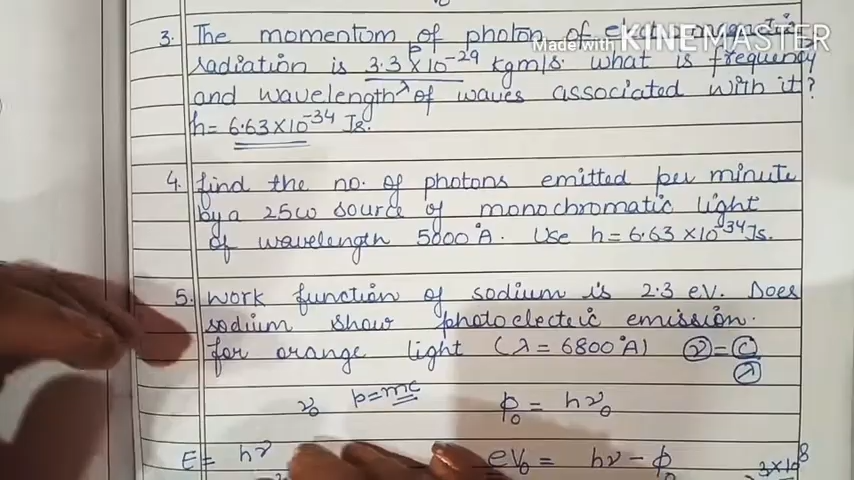 3. The momentum of photon of electromagnetic
radiation is 3.3 × 10⁻²⁹ kgm/s. what is frequency
and wavelength λ of waves associated with it?
h = 6.63×10⁻³⁴ Js.
4. find the no. of photons emitted per minute
by a 25w source of monochromatic light
of wavelength 5000°A. Use h = 6.63 ×10⁻³⁴Js.
5. Work function of sodium is 2.3 eV. Does
sodium show photoelecteic emission.
for orange light (λ = 6800°A) ν = c/λ
ν₀ p=mc ϕ₀ = hν₀
E = hν eV₀ = hν - ϕ₀ 3×10⁸
Made with KINEMASTER